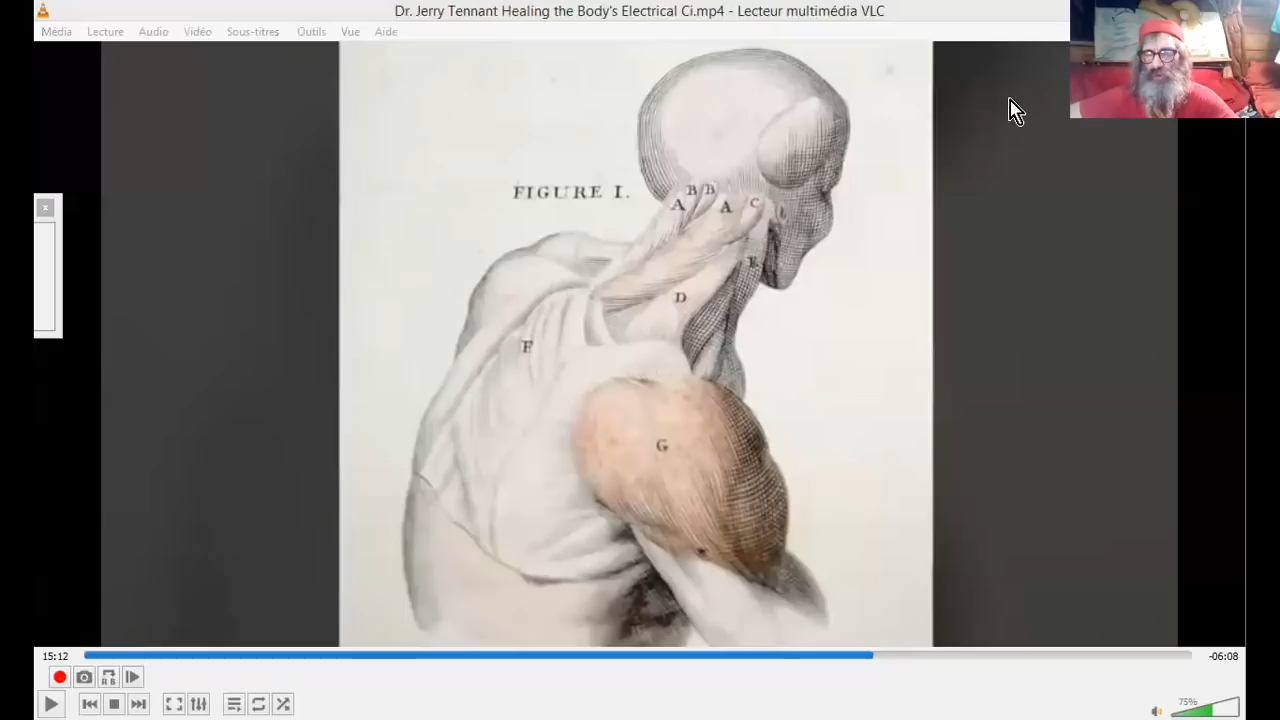 Dr. Jerry Tennant Healing the Body's Electrical Ci.mp4 - Lecteur multimédia VLC
Média Lecture Audio Vidéo Sous-titres Outils Vue Aide
FIGURE I.
B B
A A C
E
D
F
G
15:12 -06:08
75%